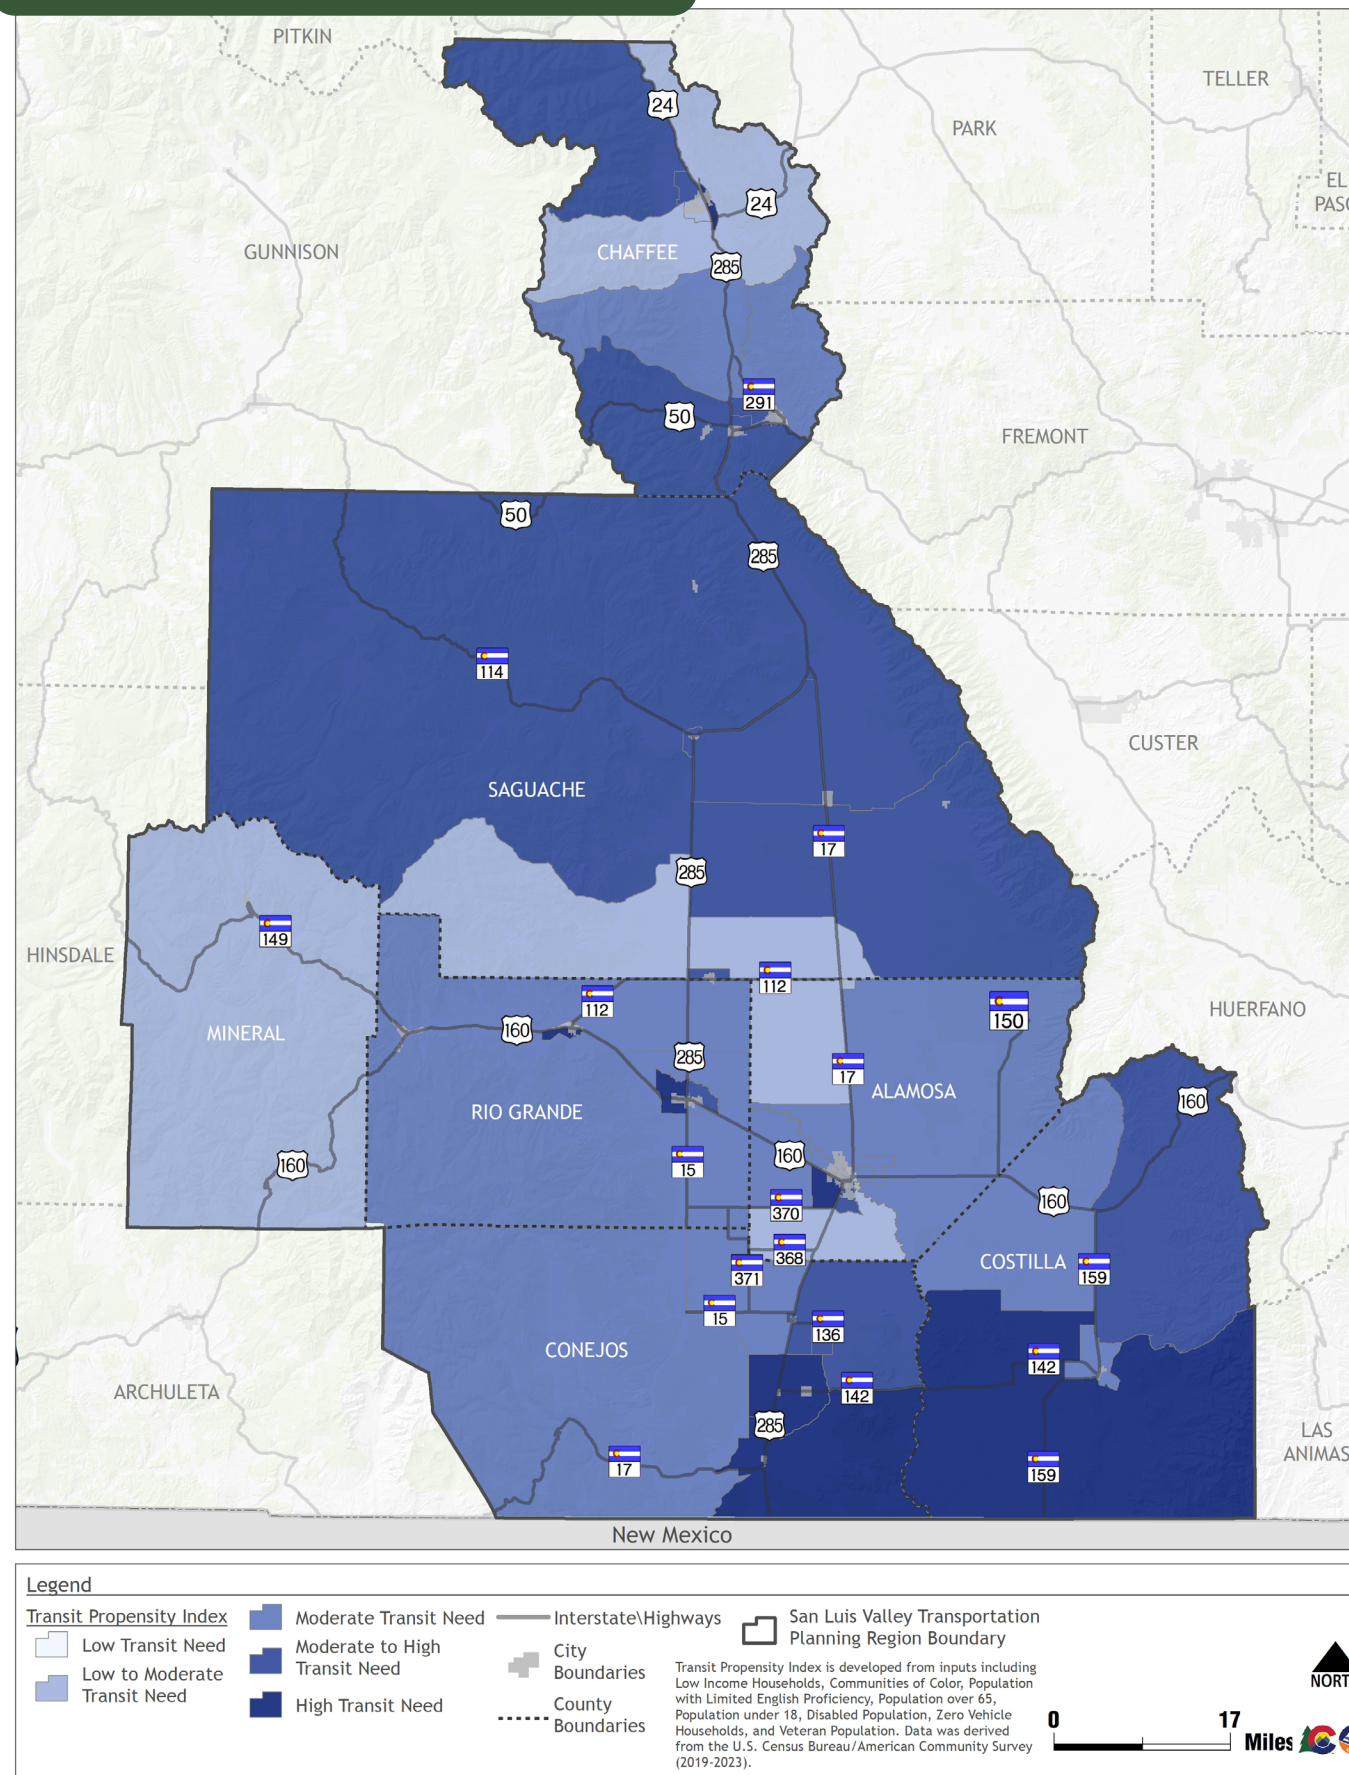 PITKIN
TELLER
24
PARK
EL
PASO
24
GUNNISON
CHAFFEE
285
291
50
FREMONT
50
285
114
CUSTER
SAGUACHE
17
285
149
HINSDALE
112
112
150
HUERFANO
160
MINERAL
285
17
ALAMOSA
160
RIO GRANDE
160
15
160
160
370
368
COSTILLA
159
371
15
136
CONEJOS
142
142
ARCHULETA
285
LAS
ANIMAS
17
159
New Mexico
Legend
Transit Propensity Index
Low Transit Need
Low to Moderate
Transit Need
Moderate Transit Need
Moderate to High
Transit Need
High Transit Need
Interstate\Highways
City
Boundaries
County
Boundaries
San Luis Valley Transportation
Planning Region Boundary
Transit Propensity Index is developed from inputs including
Low Income Households, Communities of Color, Population
with Limited English Proficiency, Population over 65,
Population under 18, Disabled Population, Zero Vehicle
Households, and Veteran Population. Data was derived
from the U.S. Census Bureau/American Community Survey
(2019-2023).
0 17
Miles
NORT